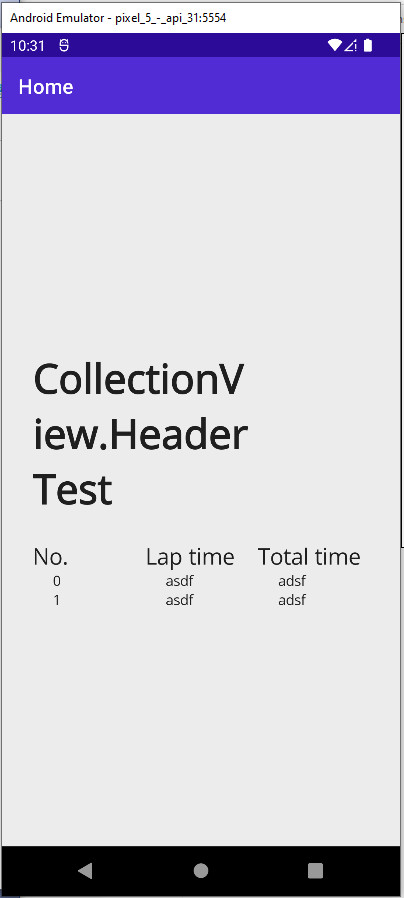 Android Emulator - pixel_5_-_api_31:5554
10:31
Home
CollectionV
iew.Header
Test
No. Lap time Total time
0 asdf adsf
1 asdf adsf